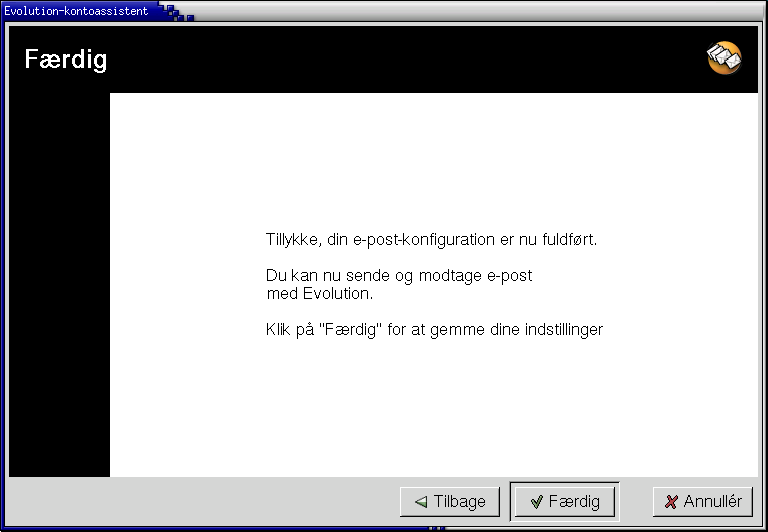 Evolution-kontoassistent
Færdig
Tillykke, din e-post-konfiguration er nu fuldført.
Du kan nu sende og modtage e-post
med Evolution.
Klik på "Færdig" for at gemme dine indstillinger
Tilbage
Færdig
Annullér